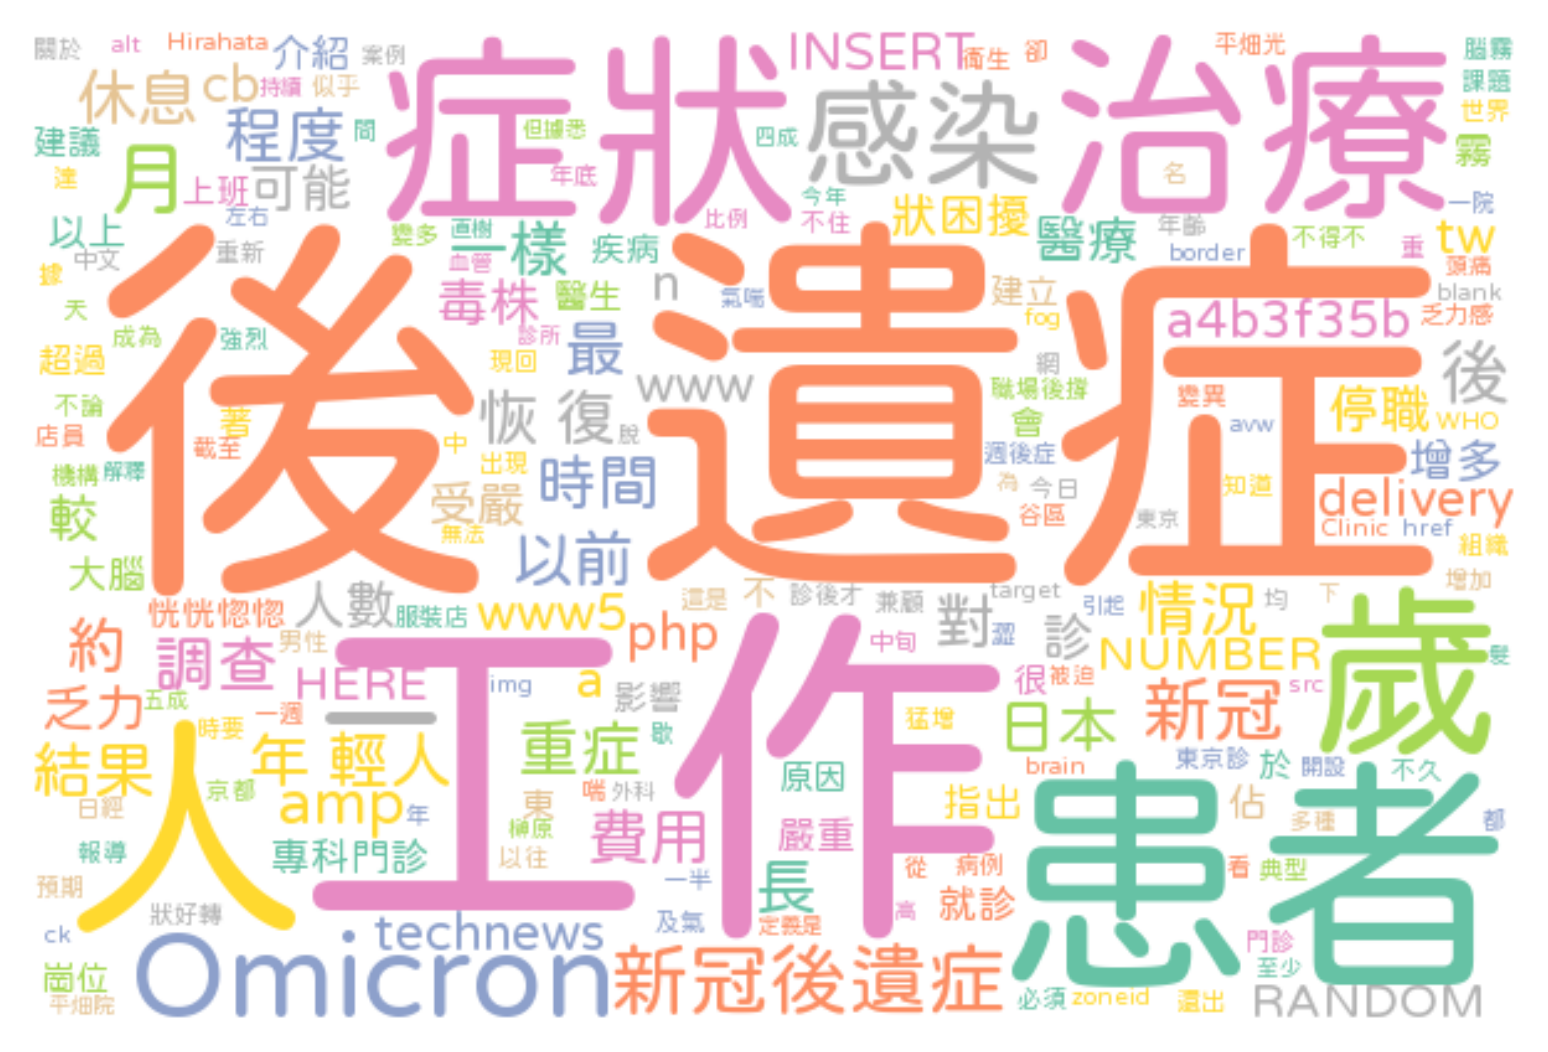 關於
alt
Hirahata
介紹
案例
INSERT
衛生
卻
平畑光
腦霧
休息
cb
持續
似乎
症狀
感染
治療
課題
世界
建議
月
程度
間
但據悉
四成
霧
達
上班
可能
年底
名
左右
比例
今年
不住
狀困擾
年齡
一院
以上
中文
重新
變多
直樹
一樣
血管
疾病
醫療
border
不得不
重
tw
頭痛
據
天
成為
強烈
毒株
醫生
n
氣喘
建立
fog
a4b3f35b
blank
乏力感
後遺症
超過
診所
現回
最
www
網
職場後撐
變異
停職
後
WHO
不論
店員
著
截至
恢復
脫
會
avw
機構
解釋
中
出現
時間
週後症
增多
較
受嚴
為
今日
知道
delivery
無法
谷區
東京
Clinic
href
大腦
以前
組織
恍恍惚惚
人數
服裝店
www5
這是
不
診後才
兼顧
target
引起
情況
均
下
增加
約
調查
男性
php
中旬
對
澀
診
NUMBER
歲
髮
HERE
工作
img
a
影響
很
被迫
src
乏力
五成
一週
一
時要
猛增
日本
新冠
結果
人
年
輕人
重症
歇
原因
brain
東京診
於
開設
不久
京都
日經
amp
年
東
喘
外科
指出
患者
佔
多種
都
報導
專科門診
榊原
以往
費用
嚴重
從
病例
看
典型
預期
狀好轉
一半
長
高
就診
ck
technews
及氣
定義是
門診
崗位
Omicron
新冠後遺症
至少
平畑院
必須
zoneid
還出
RANDOM